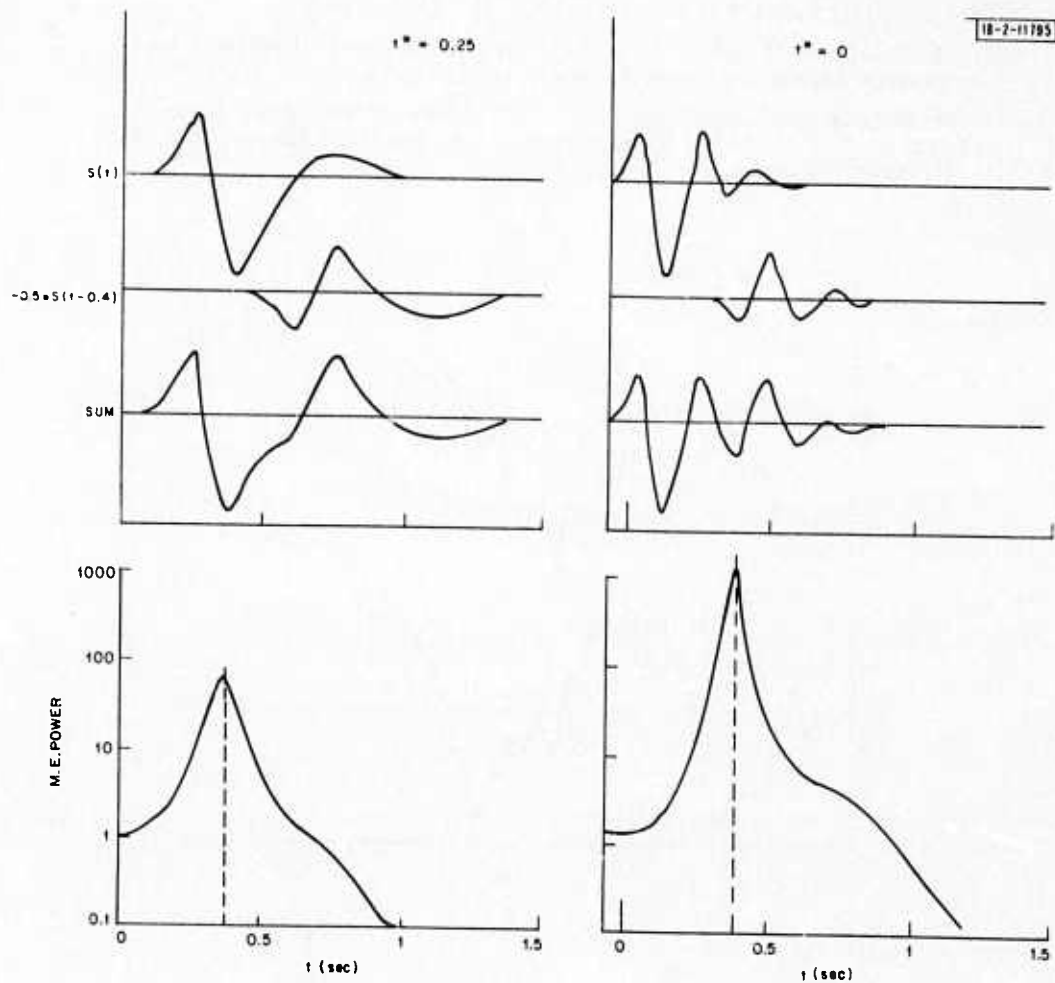 t* = 0.25
t* = 0
18-2-11795
S(t)
-0.5*S(t-0.4)
SUM
1000
100
10
1
0.1
M.E. POWER
0
0.5
1
1.5
t (sec)
0
0.5
1
1.5
t (sec)